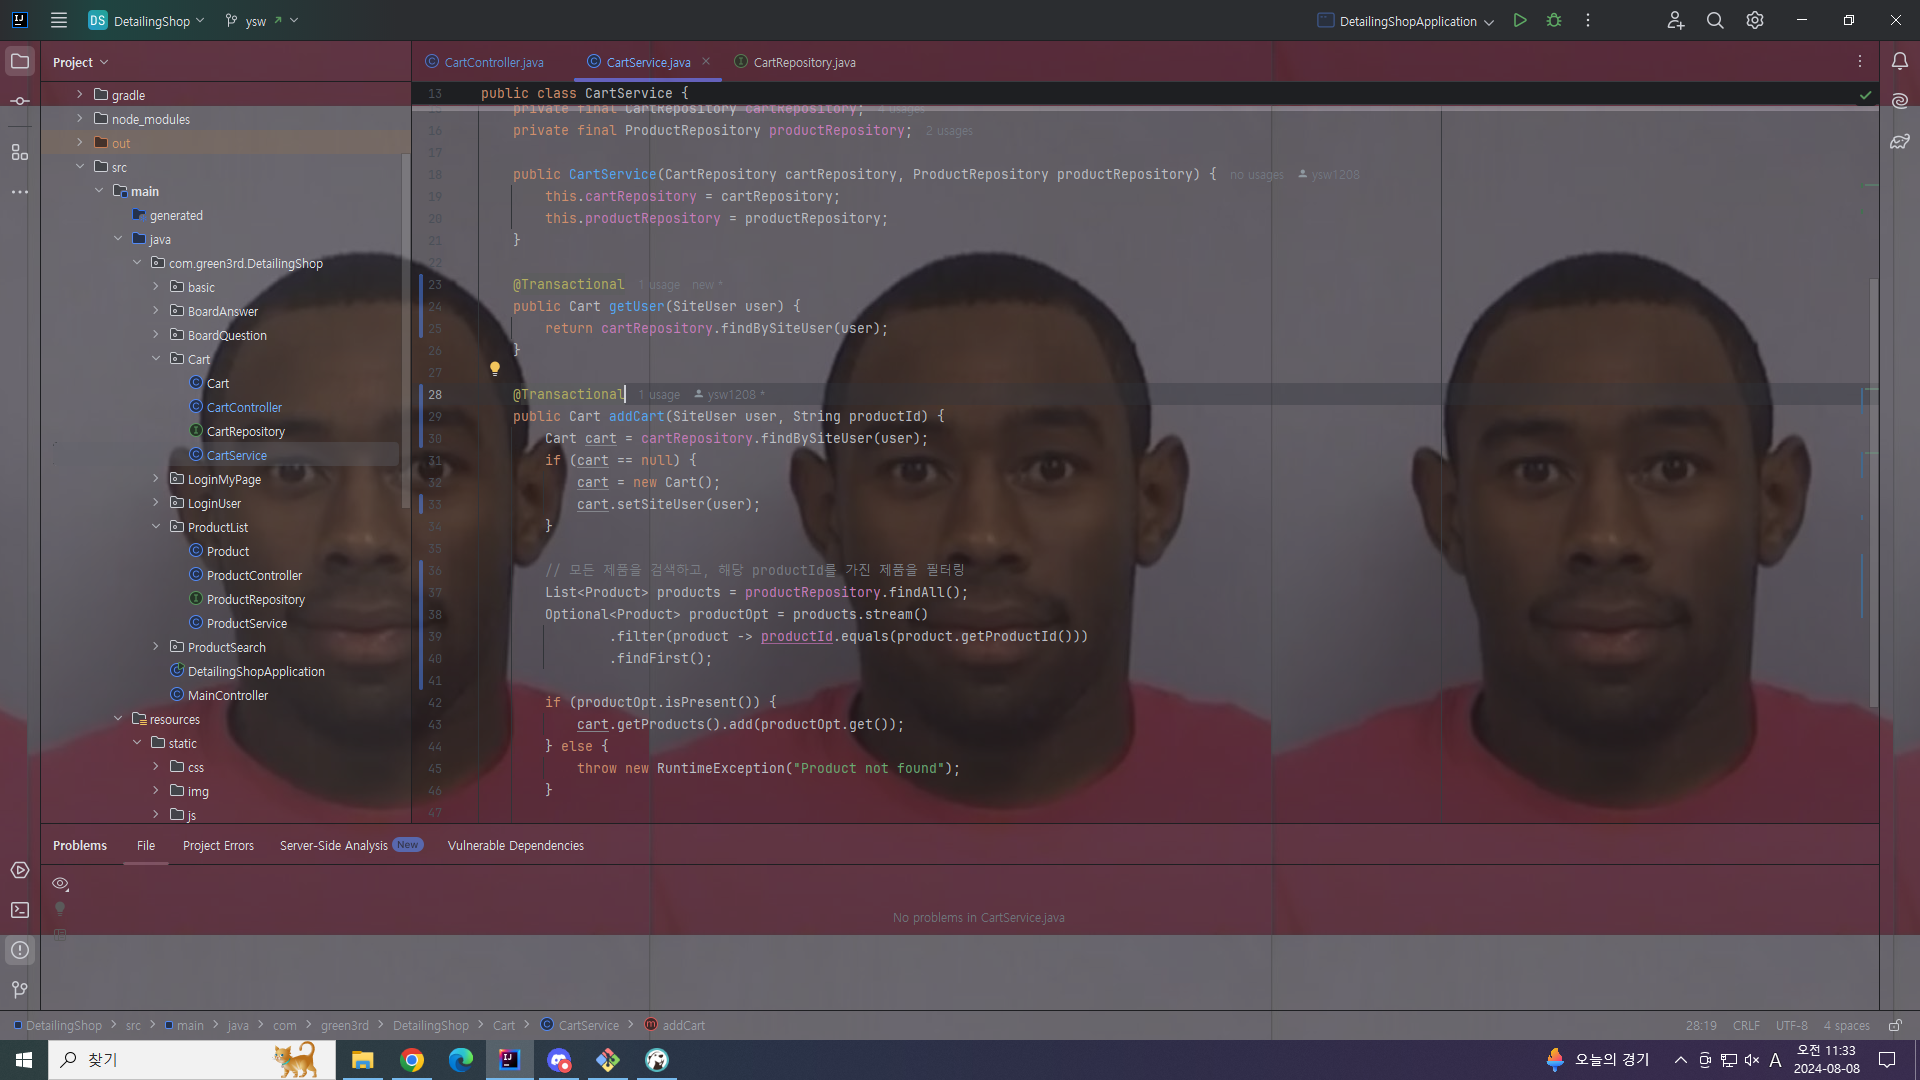 DS DetailingShop ysw DetailingShopApplication
Project
CartController.java CartService.java CartRepository.java
gradle
node_modules
out
src
main
generated
java
com.green3rd.DetailingShop
basic
BoardAnswer
BoardQuestion
Cart
Cart
CartController
CartRepository
CartService
LoginMyPage
LoginUser
ProductList
Product
ProductController
ProductRepository
ProductService
ProductSearch
DetailingShopApplication
MainController
resources
static
css
img
js
13 public class CartService {
private final CartRepository cartRepository; 4 usages
16 private final ProductRepository productRepository; 2 usages
17
18 public CartService(CartRepository cartRepository, ProductRepository productRepository) { no usages ysw1208
19 this.cartRepository = cartRepository;
20 this.productRepository = productRepository;
21 }
22
23 @Transactional 1 usage new *
24 public Cart getUser(SiteUser user) {
25 return cartRepository.findBySiteUser(user);
26 }
27
28 @Transactional 1 usage ysw1208 *
29 public Cart addCart(SiteUser user, String productId) {
30 Cart cart = cartRepository.findBySiteUser(user);
31 if (cart == null) {
32 cart = new Cart();
33 cart.setSiteUser(user);
34 }
35
36 // 모든 제품을 검색하고, 해당 productId를 가진 제품을 필터링
37 List<Product> products = productRepository.findAll();
38 Optional<Product> productOpt = products.stream()
39 .filter(product -> productId.equals(product.getProductId()))
40 .findFirst();
41
42 if (productOpt.isPresent()) {
43 cart.getProducts().add(productOpt.get());
44 } else {
45 throw new RuntimeException("Product not found");
46 }
47
Problems File Project Errors Server-Side Analysis New Vulnerable Dependencies
No problems in CartService.java
DetailingShop > src > main > java > com > green3rd > DetailingShop > Cart > CartService > addCart 28:19 CRLF UTF-8 4 spaces
찾기 오늘의 경기 A 오전 11:33
2024-08-08